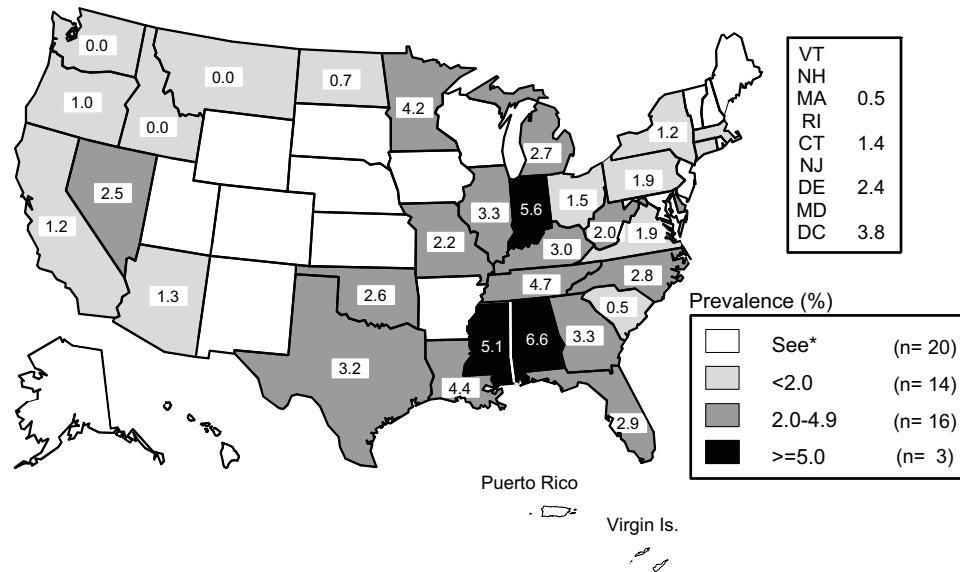 0.0
0.0
0.7
4.2
1.0
0.0
1.2
2.7
2.5
1.9
1.5
5.6
3.3
1.2
2.0
1.9
2.2
3.0
1.3
2.6
4.7
2.8
0.5
5.1
6.6
3.3
3.2
4.4
2.9
VT
NH
MA 0.5
RI
CT 1.4
NJ
DE 2.4
MD
DC 3.8
Prevalence (%)
See* (n= 20)
<2.0 (n= 14)
2.0-4.9 (n= 16)
>=5.0 (n= 3)
Puerto Rico
Virgin Is.